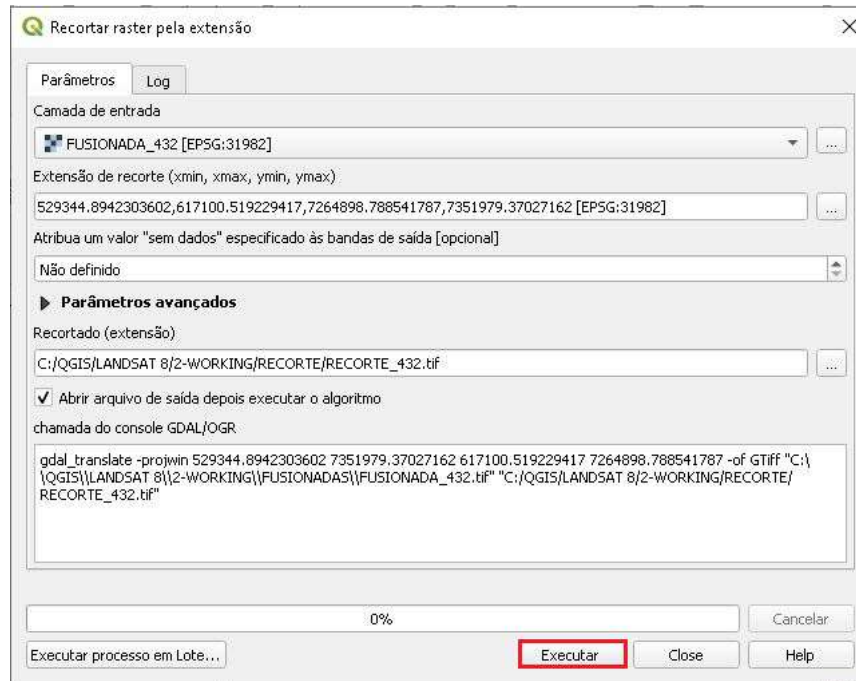 Recortar raster pela extensão
Parâmetros
Log
Camada de entrada
FUSIONADA_432 [EPSG:31982]
...
Extensão de recorte (xmin, xmax, ymin, ymax)
529344.8942303602,617100.519229417,7264898.788541787,7351979.37027162 [EPSG:31982]
...
Atribua um valor "sem dados" especificado às bandas de saída [opcional]
Não definido
Parâmetros avançados
Recortado (extensão)
C:/QGIS/LANDSAT 8/2-WORKING/RECORTE/RECORTE_432.tif
...
Abrir arquivo de saída depois executar o algoritmo
chamada do console GDAL/OGR
gdal_translate -projwin 529344.8942303602 7351979.37027162 617100.519229417 7264898.788541787 -of GTiff "C:\
\QGIS\\LANDSAT 8\\2-WORKING\\FUSIONADAS\\FUSIONADA_432.tif" "C:/QGIS/LANDSAT 8/2-WORKING/RECORTE/
RECORTE_432.tif"
0%
Cancelar
Executar processo em Lote...
Executar
Close
Help